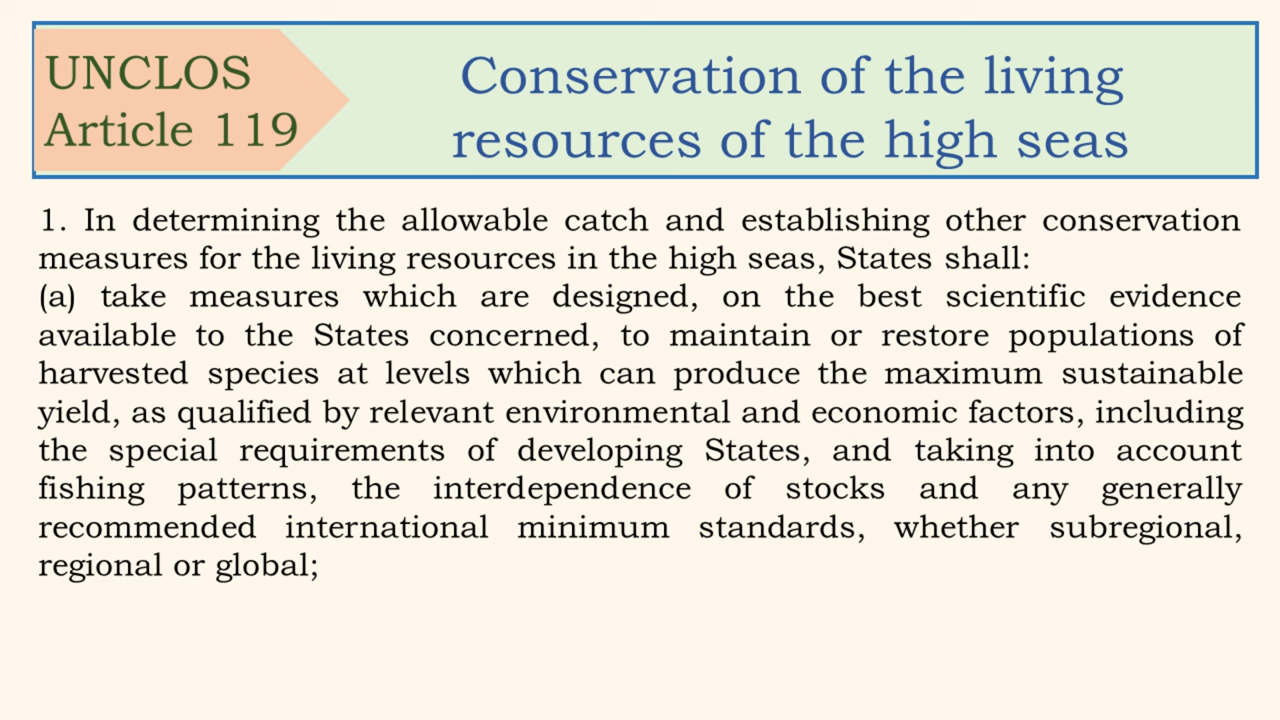 UNCLOS
Article 119
Conservation of the living
resources of the high seas
1. In determining the allowable catch and establishing other conservation
measures for the living resources in the high seas, States shall:
(a) take measures which are designed, on the best scientific evidence
available to the States concerned, to maintain or restore populations of
harvested species at levels which can produce the maximum sustainable
yield, as qualified by relevant environmental and economic factors, including
the special requirements of developing States, and taking into account
fishing patterns, the interdependence of stocks and any generally
recommended international minimum standards, whether subregional,
regional or global;